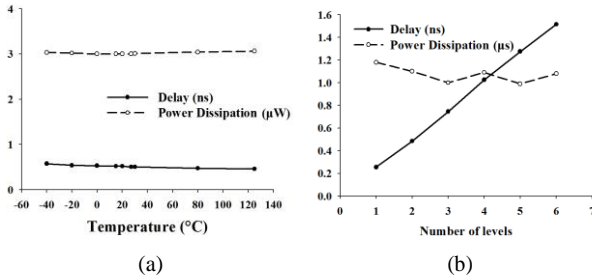 4
3
2
1
0
Delay (ns)
Power Dissipation (µW)
-40 -20 0 20 40 60 80 100 120 140
Temperature (°C)
(a)
1.6
1.4
1.2
1.0
0.8
0.6
0.4
0.2
0.0
Delay (ns)
Power Dissipation (µs)
0 1 2 3 4 5 6 7
Number of levels
(b)